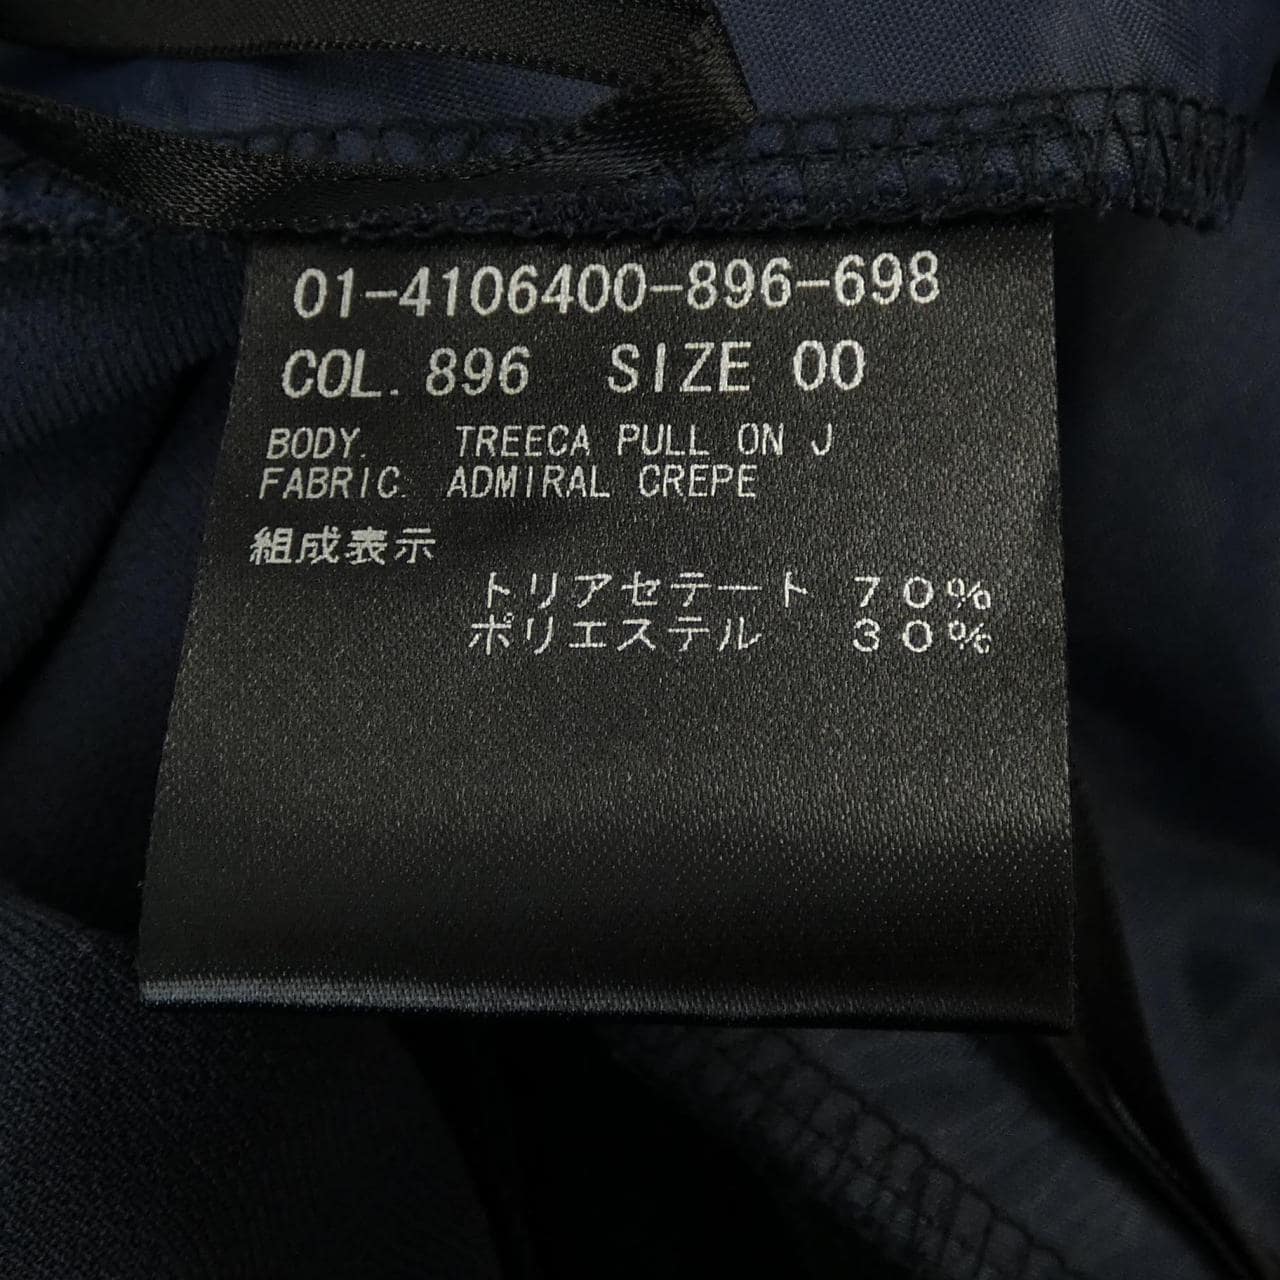 01-4106400-896-698
COL. 896 SIZE 00
BODY. TREECA PULL ON J
FABRIC. ADMIRAL CREPE
組成表示
トリアセテート 70%
ポリエステル 30%